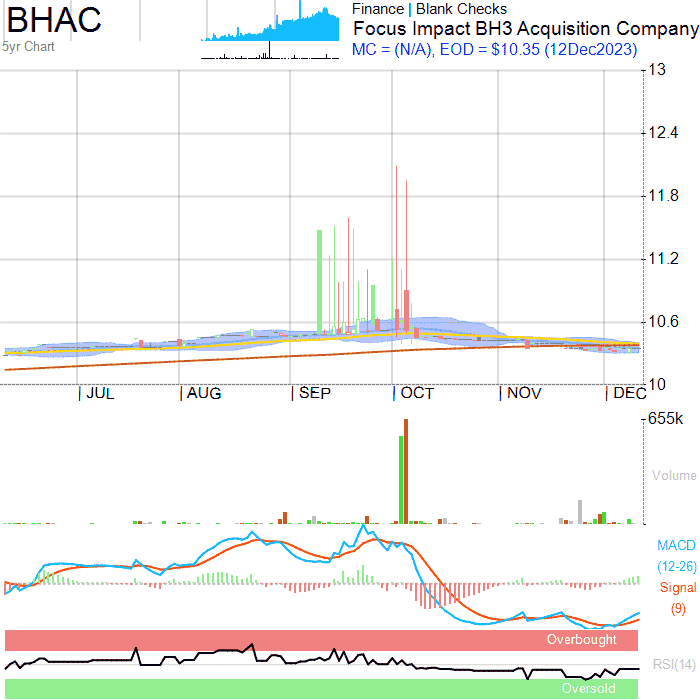 BHAC
5yr Chart
Finance | Blank Checks
Focus Impact BH3 Acquisition Company
MC = (N/A), EOD = $10.35 (12Dec2023)
13
12.4
11.8
11.2
10.6
10
| JUL | AUG | SEP | OCT | NOV | DEC
655k
Volume
MACD
(12-26)
Signal
(9)
Overbought
RSI(14)
Oversold